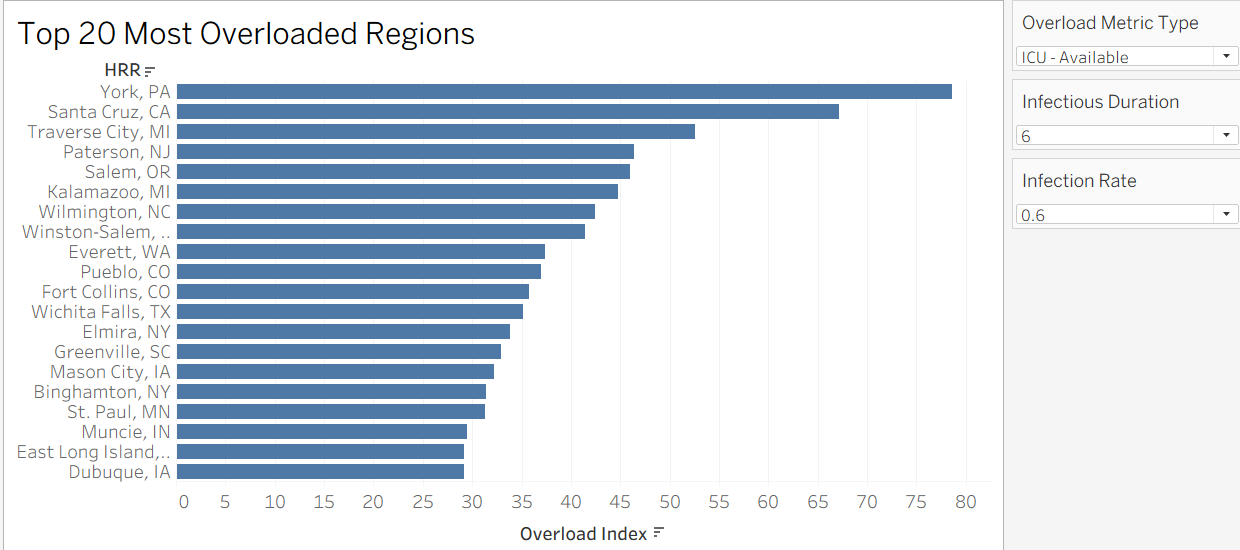 Top 20 Most Overloaded Regions
HRR
York, PA
Santa Cruz, CA
Traverse City, MI
Paterson, NJ
Salem, OR
Kalamazoo, MI
Wilmington, NC
Winston-Salem, ..
Everett, WA
Pueblo, CO
Fort Collins, CO
Wichita Falls, TX
Elmira, NY
Greenville, SC
Mason City, IA
Binghamton, NY
St. Paul, MN
Muncie, IN
East Long Island,..
Dubuque, IA
0 5 10 15 20 25 30 35 40 45 50 55 60 65 70 75 80
Overload Index
Overload Metric Type
ICU - Available
Infectious Duration
6
Infection Rate
0.6